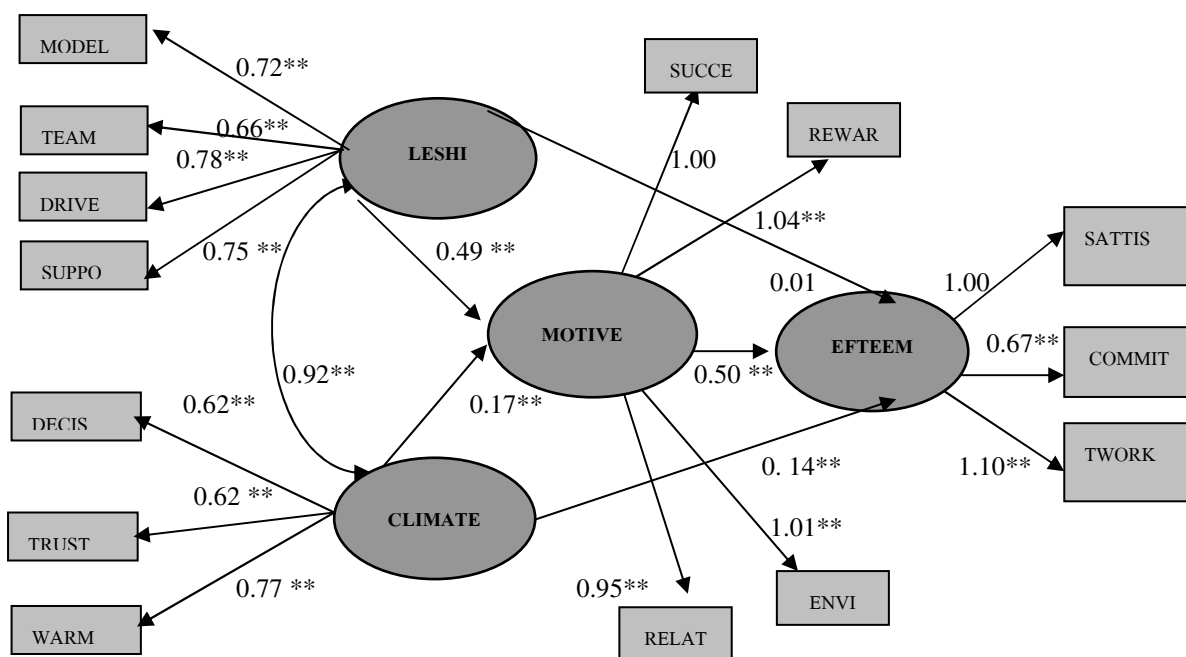 MODEL
0.72**
SUCCE
TEAM
0.66**
LESHI
REWAR
0.78**
1.00
DRIVE
1.04**
SATTIS
SUPPO
0.75 **
0.49 **
0.01
1.00
MOTIVE
EFTEEM
0.67**
COMMIT
0.92**
0.50 **
0.17**
DECIS
0.62**
0. 14**
1.10**
TWORK
0.62 **
CLIMATE
TRUST
1.01**
0.77 **
0.95**
ENVI
WARM
RELAT